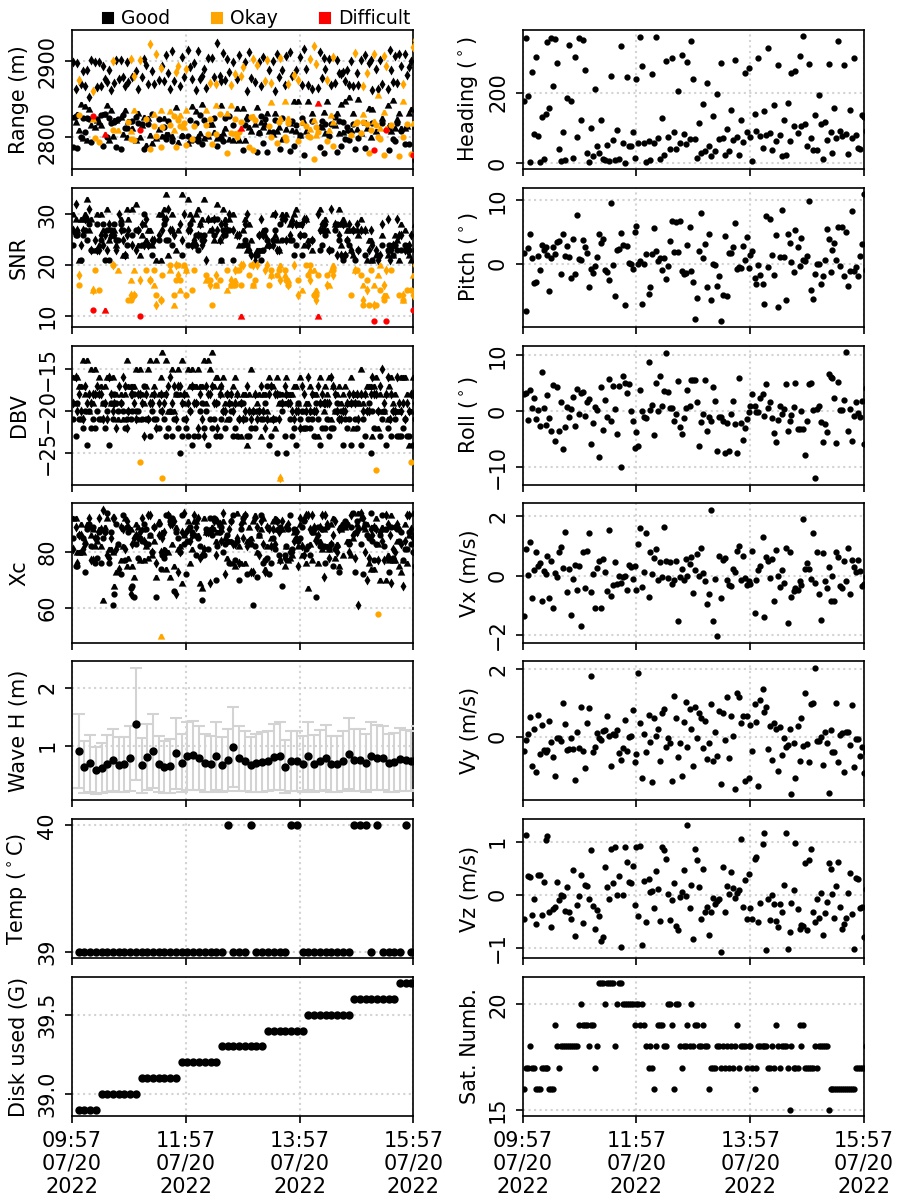 Good Okay Difficult
Range (m)
2900
2800
Heading (°)
200
0
SNR
30
20
10
Pitch (°)
10
0
DBV
−15
−20
−25
Roll (°)
10
0
−10
Xc
80
60
Vx (m/s)
2
0
−2
Wave H (m)
2
1
Vy (m/s)
2
0
Temp (°C)
40
39
Vz (m/s)
1
0
−1
Disk used (G)
39.5
39.0
Sat. Numb.
20
15
09:57 11:57 13:57 15:57 09:57 11:57 13:57 15:57
07/20 07/20 07/20 07/20 07/20 07/20 07/20 07/20
2022 2022 2022 2022 2022 2022 2022 2022